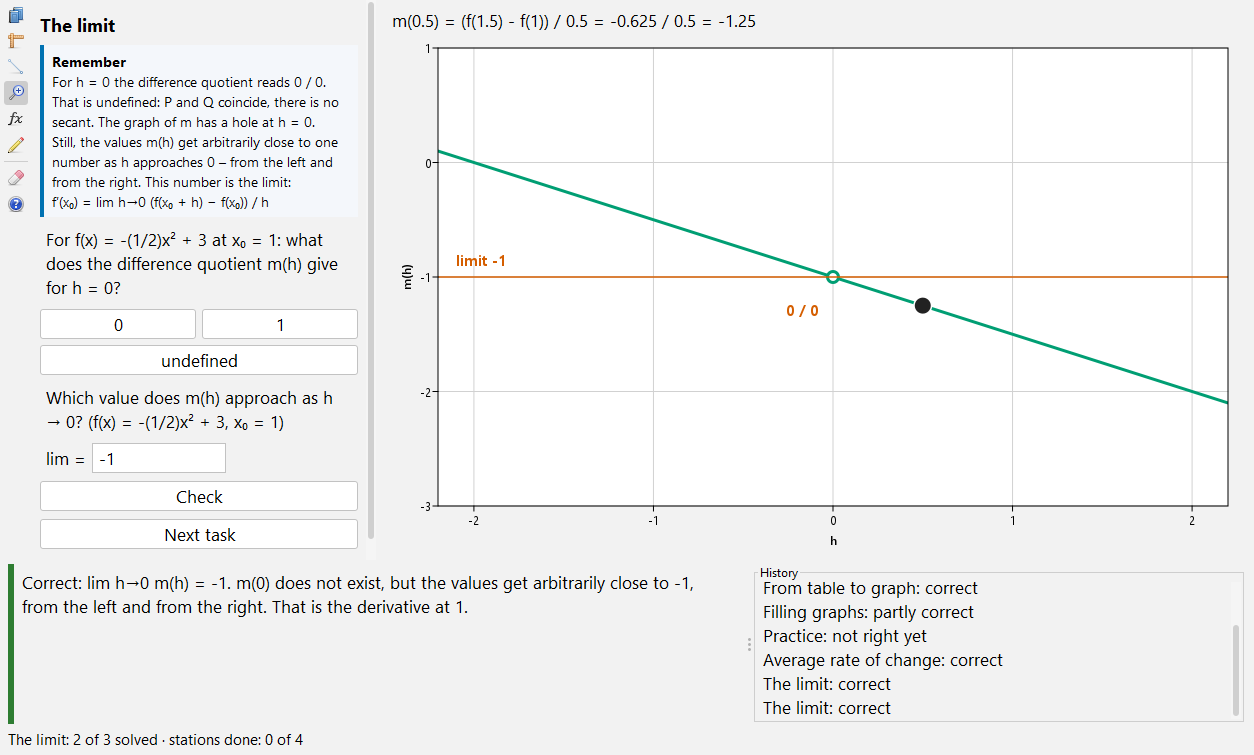 The limit
Remember
For h = 0 the difference quotient reads 0 / 0.
That is undefined: P and Q coincide, there is no
secant. The graph of m has a hole at h = 0.
Still, the values m(h) get arbitrarily close to one
number as h approaches 0 – from the left and
from the right. This number is the limit:
f′(x₀) = lim h→0 (f(x₀ + h) − f(x₀)) / h
For f(x) = -(1/2)x² + 3 at x₀ = 1: what
does the difference quotient m(h) give
for h = 0?
0
1
undefined
Which value does m(h) approach as h
→ 0? (f(x) = -(1/2)x² + 3, x₀ = 1)
lim = -1
Check
Next task
fx
m(0.5) = (f(1.5) - f(1)) / 0.5 = -0.625 / 0.5 = -1.25
1
0
-1
-2
-3
m(h)
limit -1
0 / 0
-2
-1
0
1
2
h
Correct: lim h→0 m(h) = -1. m(0) does not exist, but the values get arbitrarily close to -1,
from the left and from the right. That is the derivative at 1.
History
From table to graph: correct
Filling graphs: partly correct
Practice: not right yet
Average rate of change: correct
The limit: correct
The limit: correct
The limit: 2 of 3 solved · stations done: 0 of 4